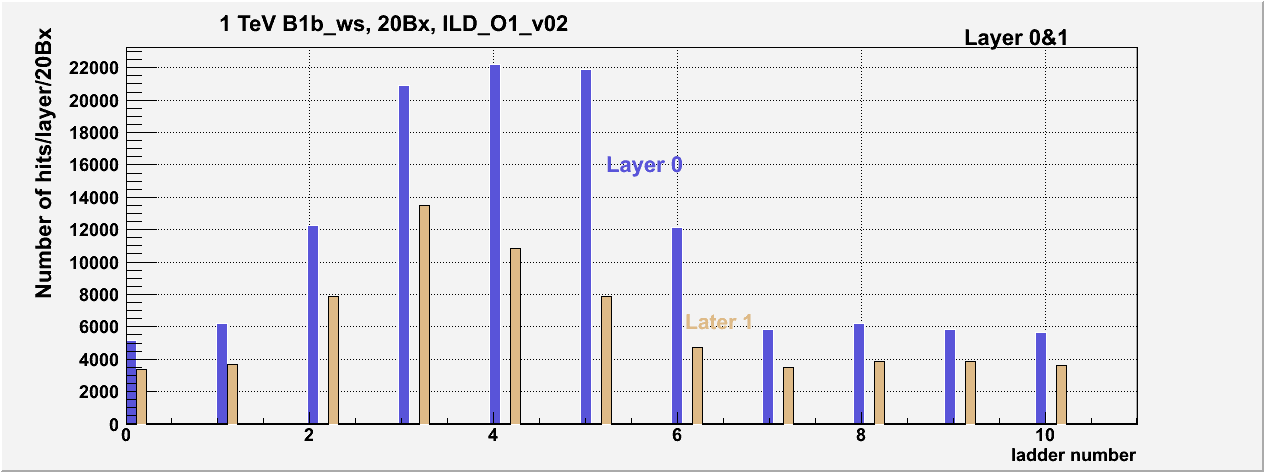 1 TeV B1b_ws, 20Bx, ILD_O1_v02
Layer 0&1
Number of hits/layer/20Bx
22000
20000
18000
16000
14000
12000
10000
8000
6000
4000
2000
0
Layer 0
Later 1
0 2 4 6 8 10
ladder number